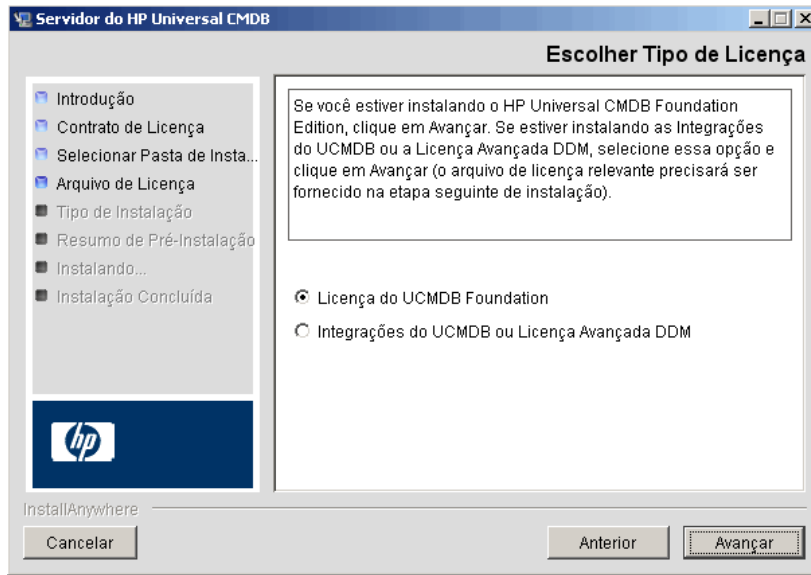 Servidor do HP Universal CMDB
Escolher Tipo de Licença
Introdução
Contrato de Licença
Selecionar Pasta de Insta...
Arquivo de Licença
Tipo de Instalação
Resumo de Pré-Instalação
Instalando...
Instalação Concluída
Se você estiver instalando o HP Universal CMDB Foundation
Edition, clique em Avançar. Se estiver instalando as Integrações
do UCMDB ou a Licença Avançada DDM, selecione essa opção e
clique em Avançar (o arquivo de licença relevante precisará ser
fornecido na etapa seguinte de instalação).
Licença do UCMDB Foundation
Integrações do UCMDB ou Licença Avançada DDM
hp
InstallAnywhere
Cancelar
Anterior
Avançar